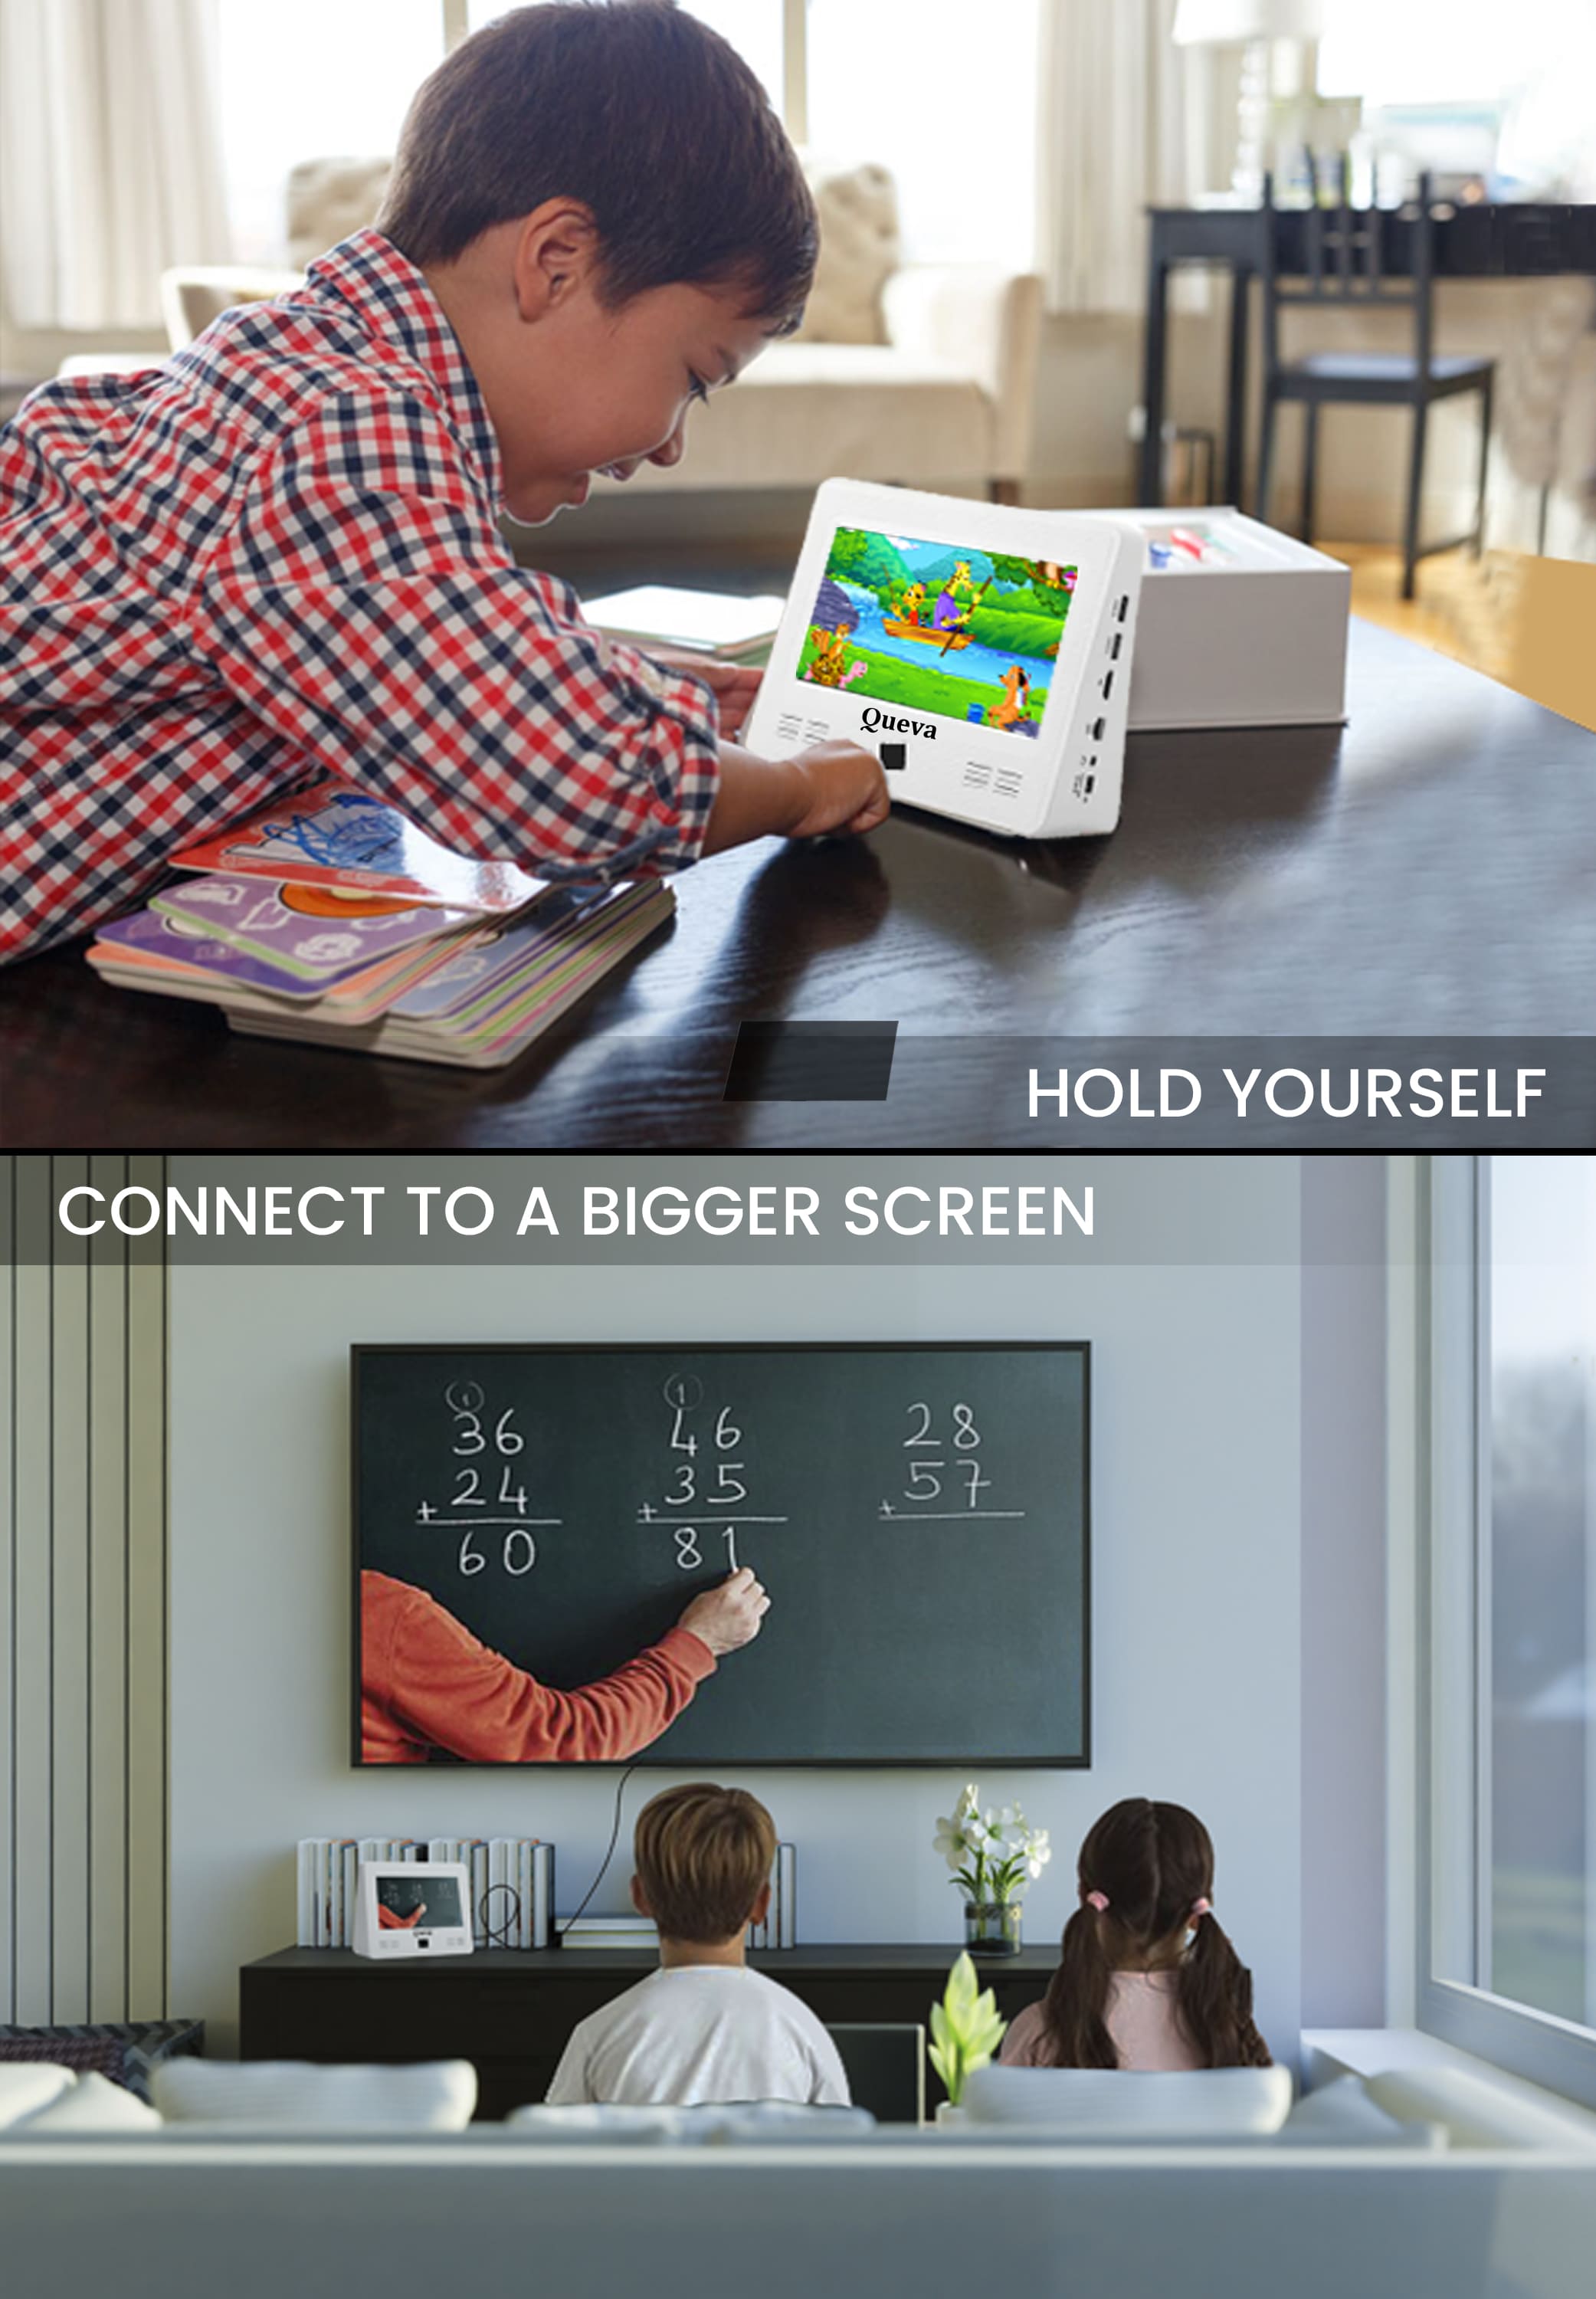 Queva
HOLD YOURSELF
CONNECT TO A BIGGER SCREEN
1 1
36 46 28
+ 24 + 35 + 57
60 81